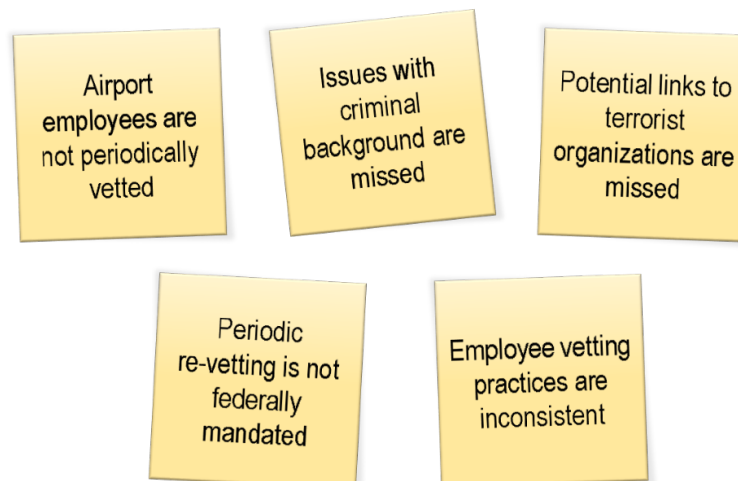 Airport
employees are
not periodically
vetted
Issues with
criminal
background are
missed
Potential links to
terrorist
organizations are
missed
Periodic
re-vetting is not
federally
mandated
Employee vetting
practices are
inconsistent